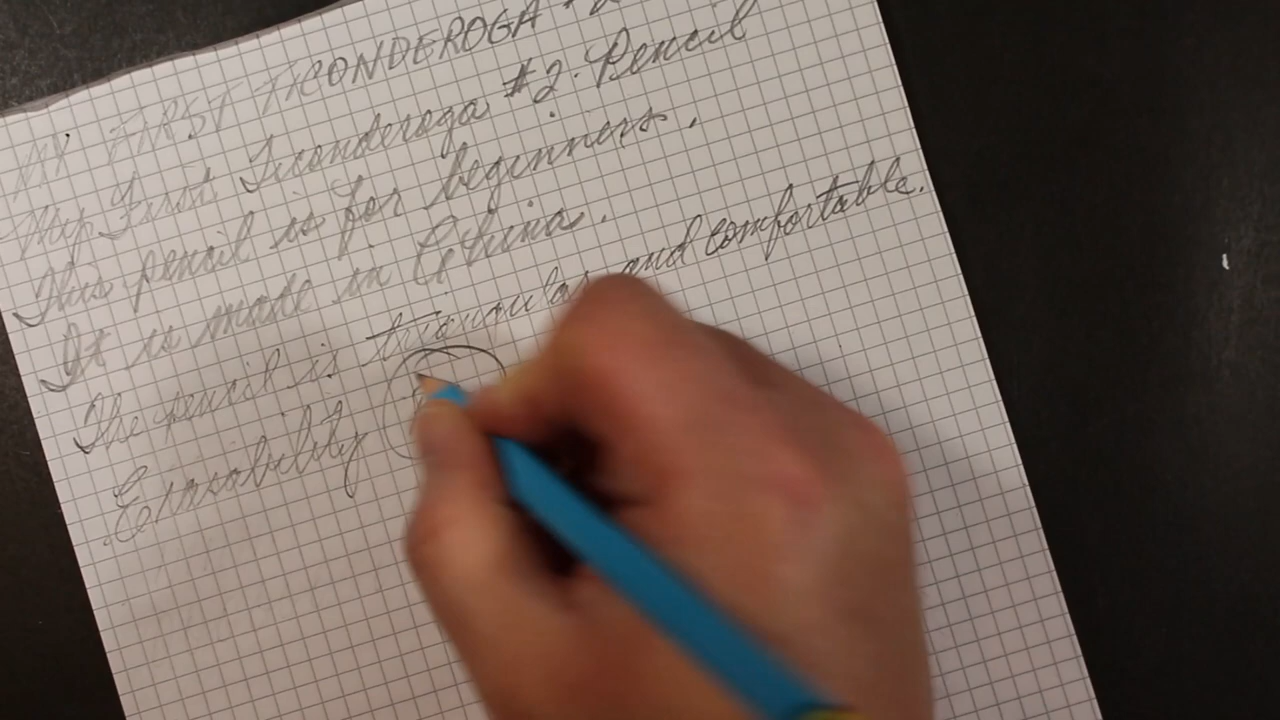 MY FIRST TICONDEROGA #2
My First Ticonderoga #2 Pencil
This pencil is for beginners.
It is made in China.
The pencil is triangular and comfortable.
Erasability